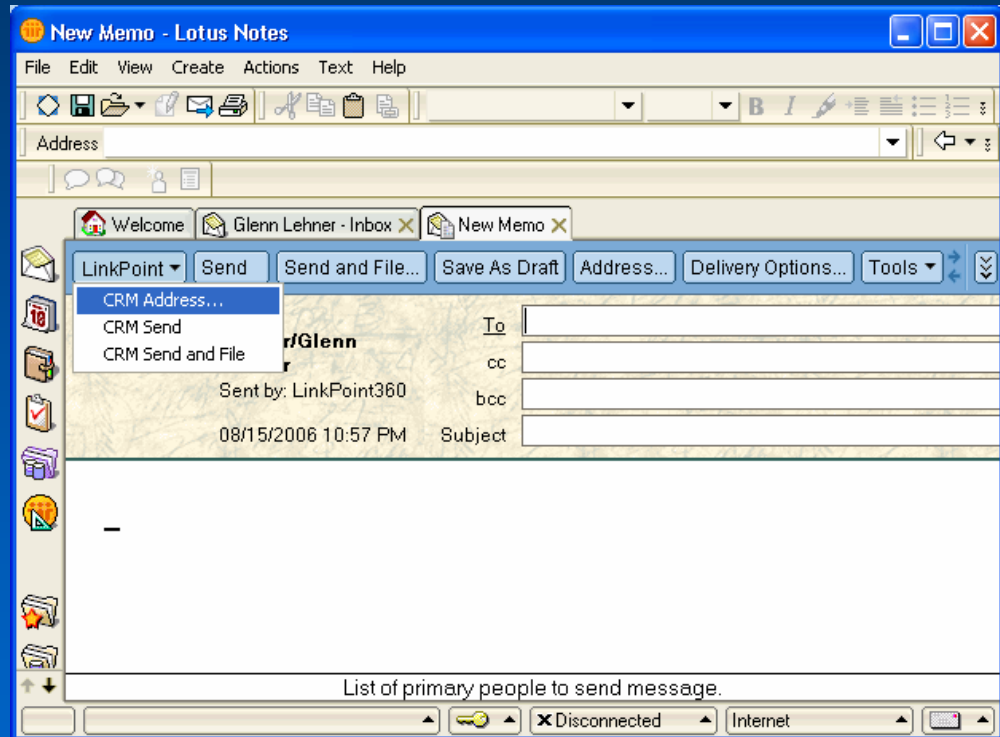 New Memo - Lotus Notes
File Edit View Create Actions Text Help
B I
Address
Welcome Glenn Lehner - Inbox New Memo
LinkPoint Send Send and File... Save As Draft Address... Delivery Options... Tools
CRM Address...
CRM Send
CRM Send and File
r/Glenn
r
Sent by: LinkPoint360
08/15/2006 10:57 PM
To
cc
bcc
Subject
List of primary people to send message.
Disconnected Internet